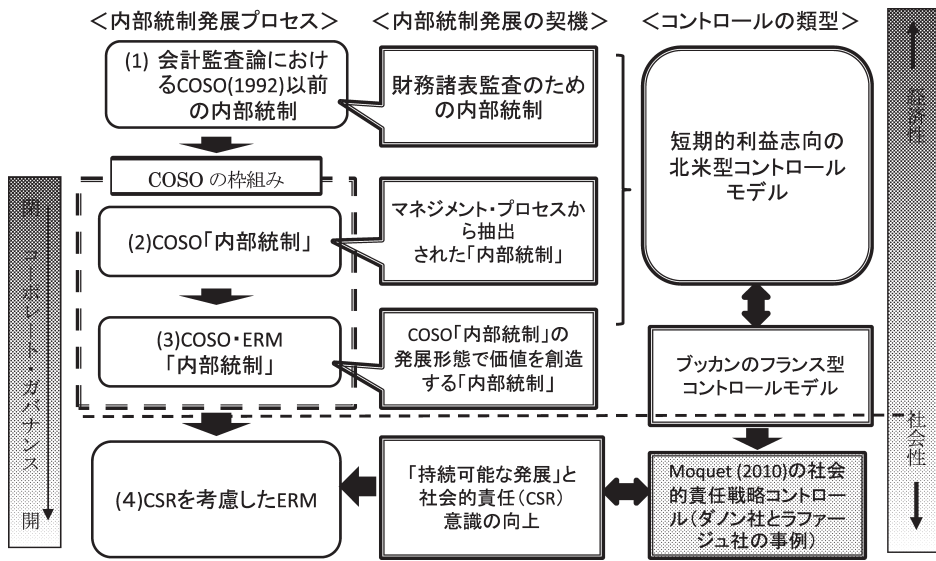 ＜内部統制発展プロセス＞
＜内部統制発展の契機＞
＜コントロールの類型＞
(1) 会計監査論におけ
るCOSO(1992)以前
の内部統制
財務諸表監査のため
の内部統制
短期的利益志向の
北米型コントロール
モデル
経済性
COSO の枠組み
(2)COSO「内部統制」
マネジメント・プロセスか
ら抽出
された「内部統制」
(3)COSO・ERM
「内部統制」
COSO「内部統制」の
発展形態で価値を創造
する「内部統制」
ブッカンのフランス型
コントロールモデル
閉 コーポレート・ガバナンス 開
社会性
(4)CSRを考慮したERM
「持続可能な発展」と
社会的責任（CSR）
意識の向上
Moquet (2010)の社会
的責任戦略コントロー
ル（ダノン社とラファー
ジュ社の事例）